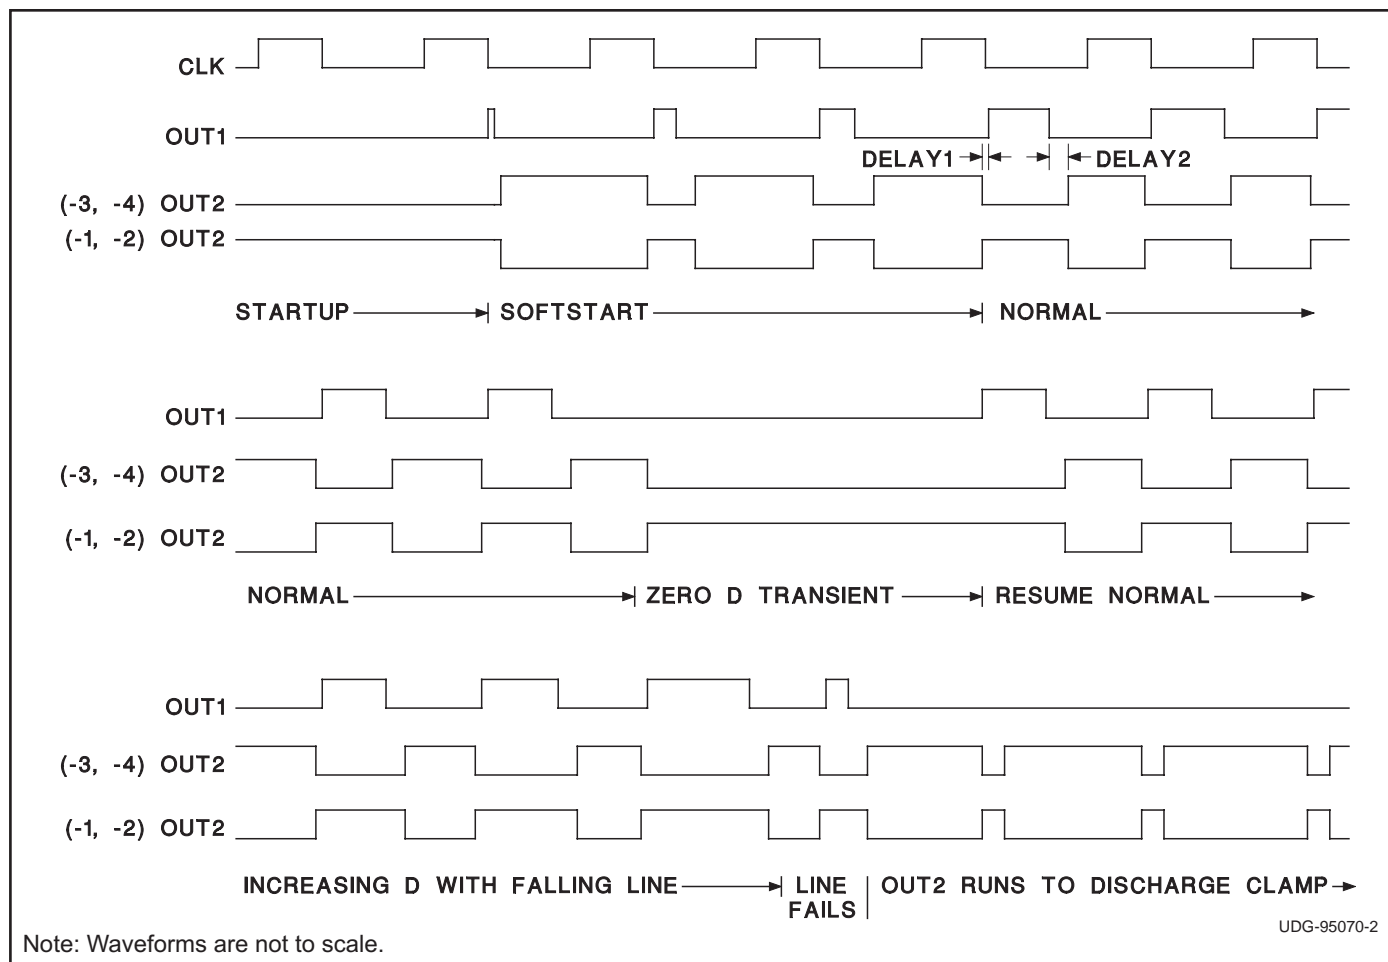 CLK
OUT1
DELAY1 DELAY2
(-3, -4) OUT2
(-1, -2) OUT2
STARTUP SOFTSTART NORMAL
OUT1
(-3, -4) OUT2
(-1, -2) OUT2
NORMAL ZERO D TRANSIENT RESUME NORMAL
OUT1
(-3, -4) OUT2
(-1, -2) OUT2
INCREASING D WITH FALLING LINE LINE FAILS OUT2 RUNS TO DISCHARGE CLAMP
UDG-95070-2
Note: Waveforms are not to scale.